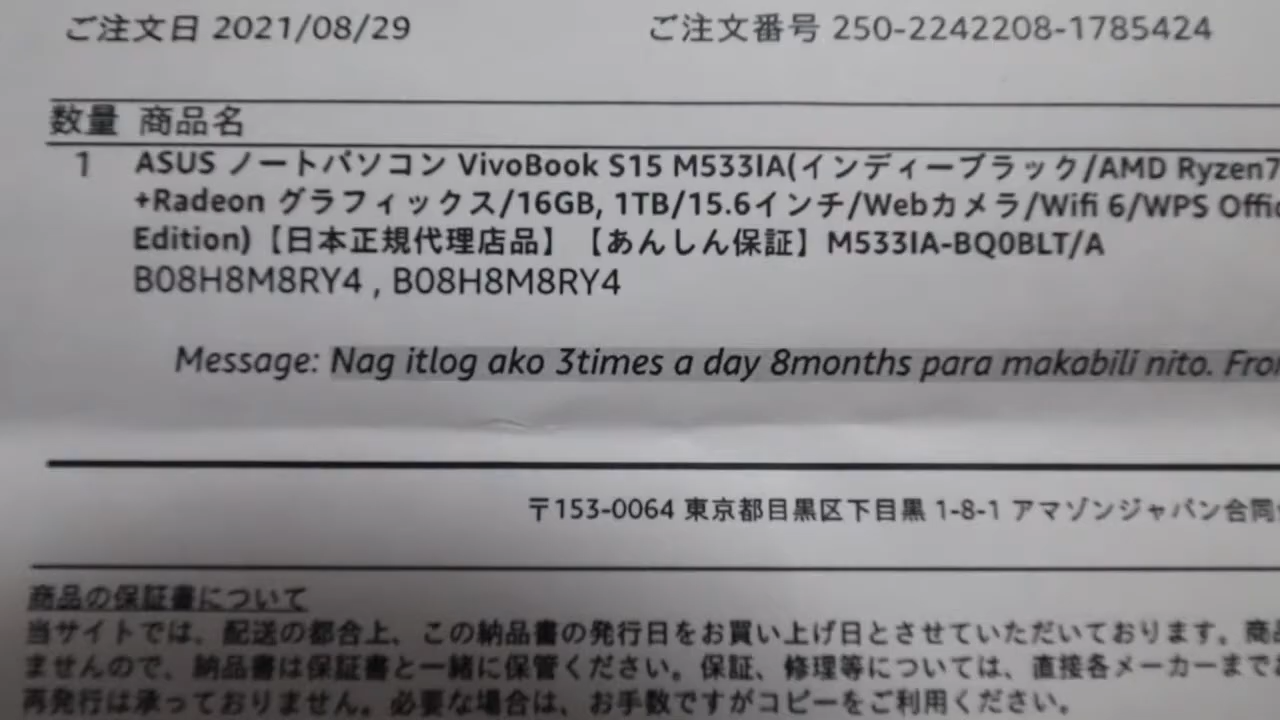 ご注文日 2021/08/29 ご注文番号 250-2242208-1785424
数量 商品名
1 ASUS ノートパソコン VivoBook S15 M533IA(インディーブラック/AMD Ryzen7
+Radeon グラフィックス/16GB, 1TB/15.6インチ/Webカメラ/Wifi 6/WPS Offic
Edition)【日本正規代理店品】【あんしん保証】M533IA-BQ0BLT/A
B08H8M8RY4 , B08H8M8RY4
Message: Nag itlog ako 3times a day 8months para makabili nito. Fro
〒153-0064 東京都目黒区下目黒 1-8-1 アマゾンジャパン合同
商品の保証書について
当サイトでは、配送の都合上、この納品書の発行日をお買い上げ日とさせていただいております。商品
ませんので、納品書は保証書と一緒に保管ください。保証、修理等については、直接各メーカーまで
再発行は承っておりません。必要な場合は、お手数ですがコピーをご利用ください。